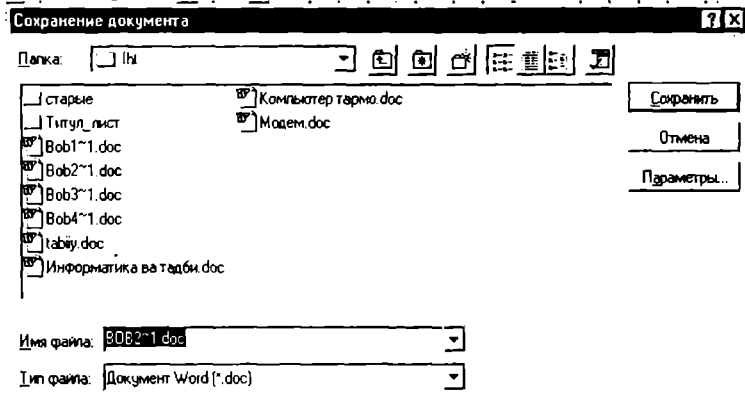 Сохранение документа
Папка: lht
старые
Титул_лист
Bob1~1.doc
Bob2~1.doc
Bob3~1.doc
Bob4~1.doc
tabiiy.doc
Информатика ва тадби.doc
Компьютер тармо.doc
Модем.doc
Сохранить
Отмена
Параметры...
Имя файла: BOB2~1.doc
Тип файла: Документ Word (*.doc)